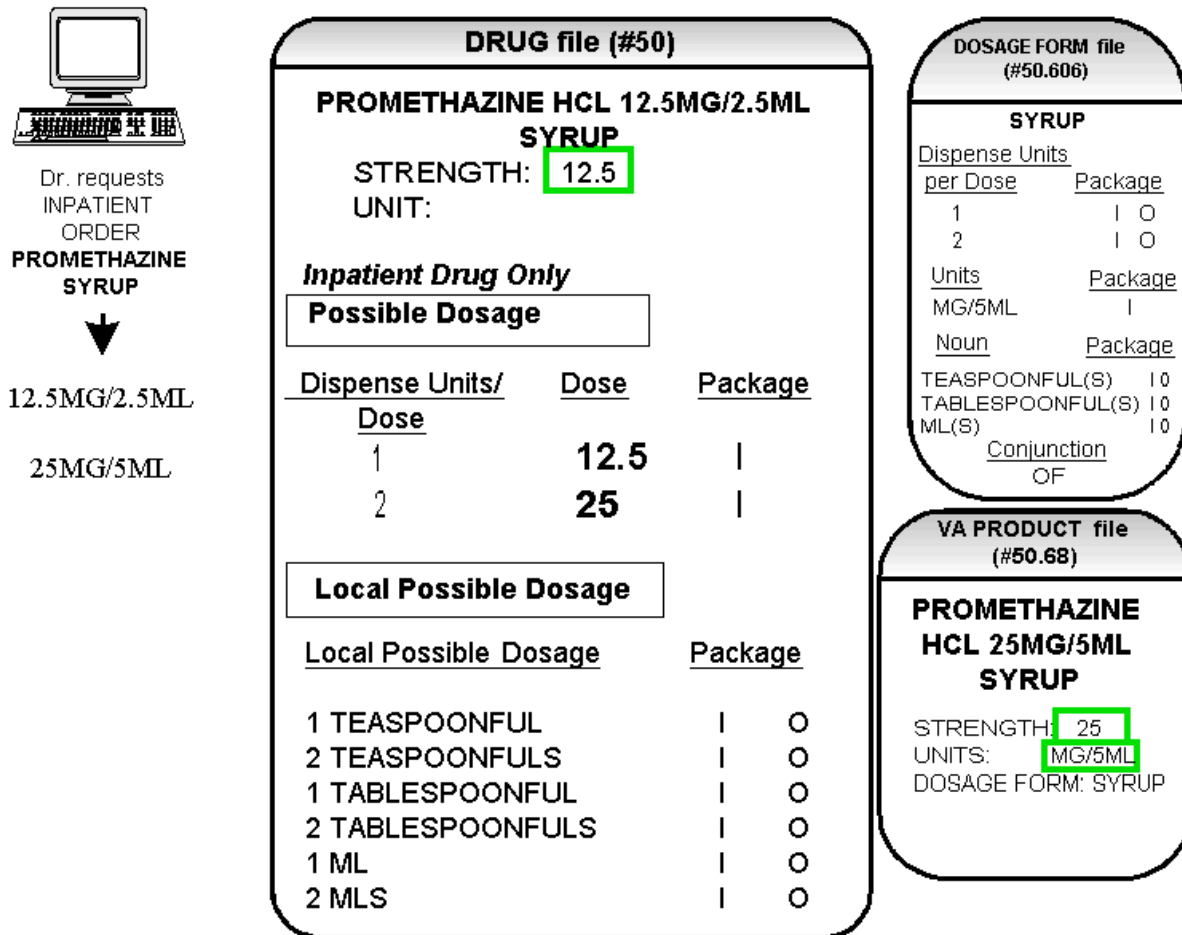 Dr. requests
INPATIENT
ORDER
PROMETHAZINE
SYRUP
12.5MG/2.5ML
25MG/5ML
DRUG file (#50)
PROMETHAZINE HCL 12.5MG/2.5ML
SYRUP
STRENGTH: 12.5
UNIT:
Inpatient Drug Only
Possible Dosage
Dispense Units/ Dose Package
Dose
1 12.5 I
2 25 I
Local Possible Dosage
Local Possible Dosage Package
1 TEASPOONFUL I O
2 TEASPOONFULS I O
1 TABLESPOONFUL I O
2 TABLESPOONFULS I O
1 ML I O
2 MLS I O
DOSAGE FORM file
(#50.606)
SYRUP
Dispense Units
per Dose Package
1 I O
2 I O
Units Package
MG/5ML I
Noun Package
TEASPOONFUL(S) I 0
TABLESPOONFUL(S) I 0
ML(S) I 0
Conjunction
OF
VA PRODUCT file
(#50.68)
PROMETHAZINE
HCL 25MG/5ML
SYRUP
STRENGTH: 25
UNITS: MG/5ML
DOSAGE FORM: SYRUP